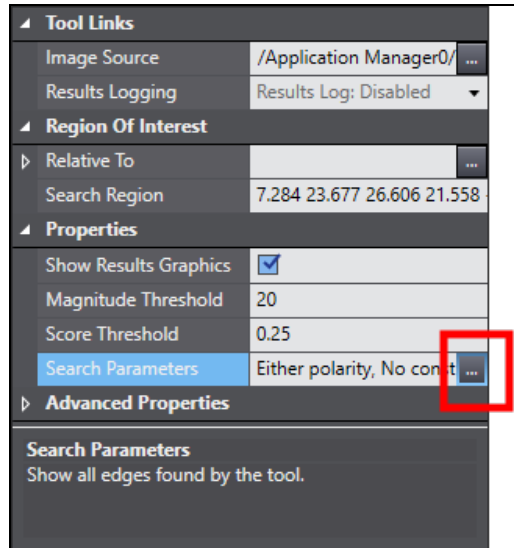 Tool Links
Image Source /Application Manager0/ ...
Results Logging Results Log: Disabled
Region Of Interest
Relative To ...
Search Region 7.284 23.677 26.606 21.558
Properties
Show Results Graphics
Magnitude Threshold 20
Score Threshold 0.25
Search Parameters Either polarity, No const ...
Advanced Properties
Search Parameters
Show all edges found by the tool.